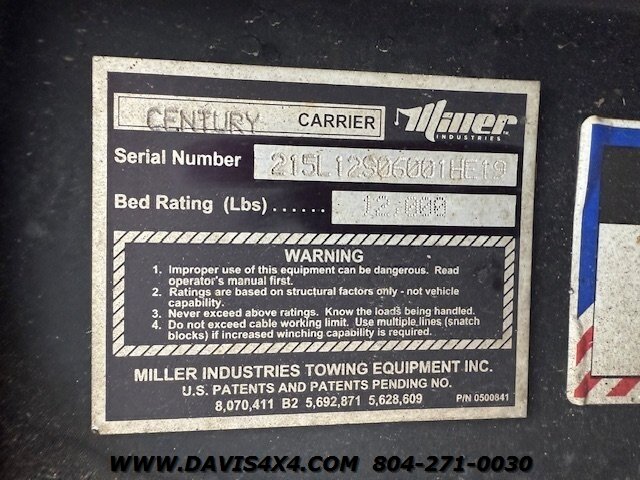 CENTURY CARRIER Miller
INDUSTRIES™
Serial Number 215L12S06001HE19
Bed Rating (Lbs)...... 12,000
WARNING
1. Improper use of this equipment can be dangerous. Read
operator's manual first.
2. Ratings are based on structural factors only - not vehicle
capability.
3. Never exceed above ratings. Know the loads being handled.
4. Do not exceed cable working limit. Use multiple lines (snatch
blocks) if increased winching capability is required.
MILLER INDUSTRIES TOWING EQUIPMENT INC.
U.S. PATENTS AND PATENTS PENDING NO.
8,070,411 B2 5,692,871 5,628,609 P/N 0500841
WWW.DAVIS4X4.COM 804-271-0030